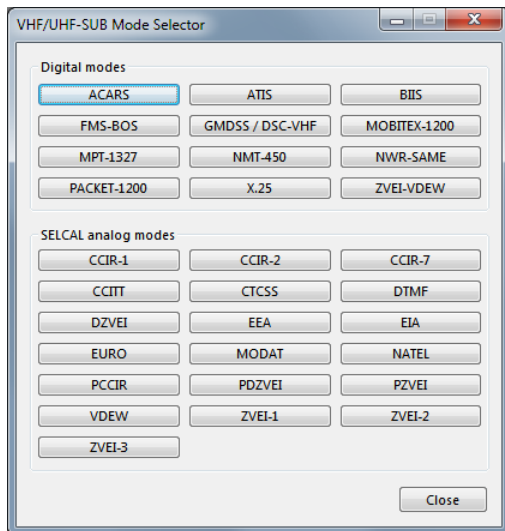 VHF/UHF-SUB Mode Selector
Digital modes
ACARS ATIS BIIS
FMS-BOS GMDSS / DSC-VHF MOBITEX-1200
MPT-1327 NMT-450 NWR-SAME
PACKET-1200 X.25 ZVEI-VDEW
SELCAL analog modes
CCIR-1 CCIR-2 CCIR-7
CCITT CTCSS DTMF
DZVEI EEA EIA
EURO MODAT NATEL
PCCIR PDZVEI PZVEI
VDEW ZVEI-1 ZVEI-2
ZVEI-3
Close